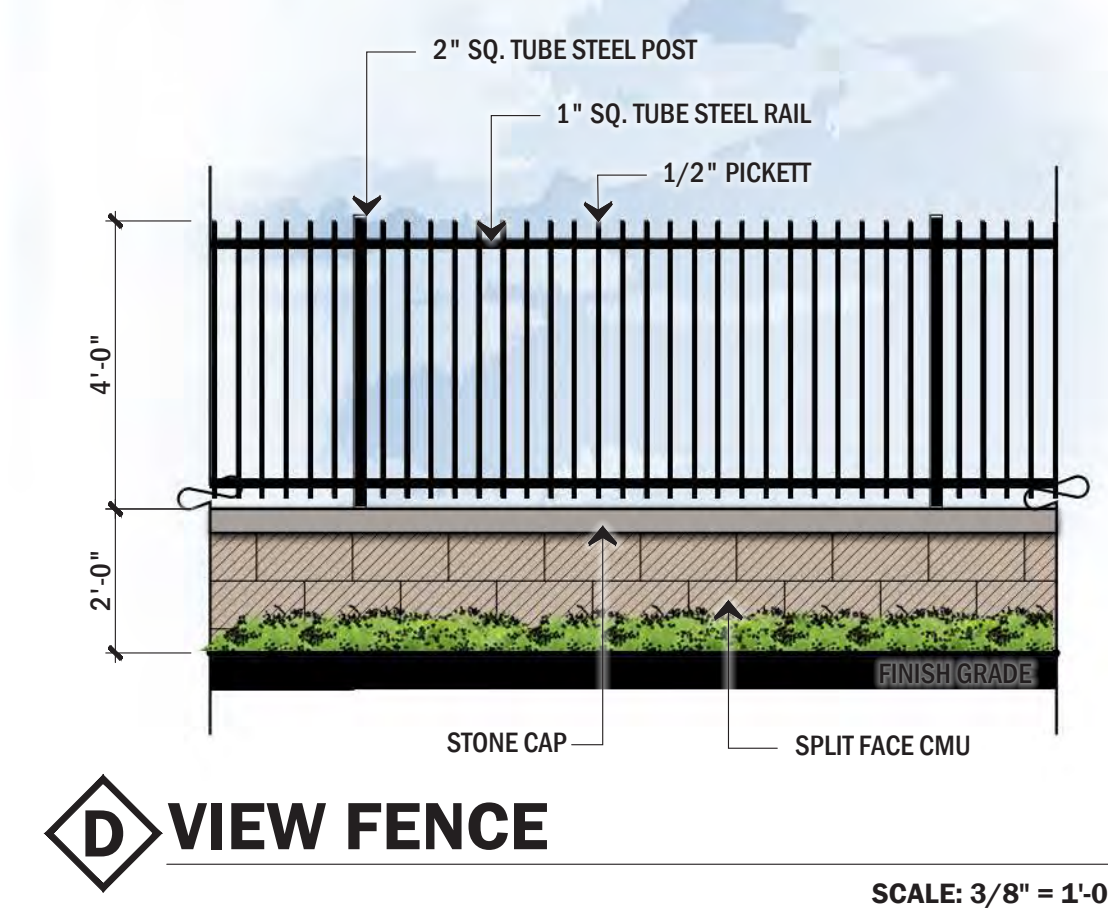 2" SQ. TUBE STEEL POST
1" SQ. TUBE STEEL RAIL
1/2" PICKETT
4'-0"
2'-0"
FINISH GRADE
STONE CAP
SPLIT FACE CMU
D
VIEW FENCE
SCALE: 3/8" = 1'-0